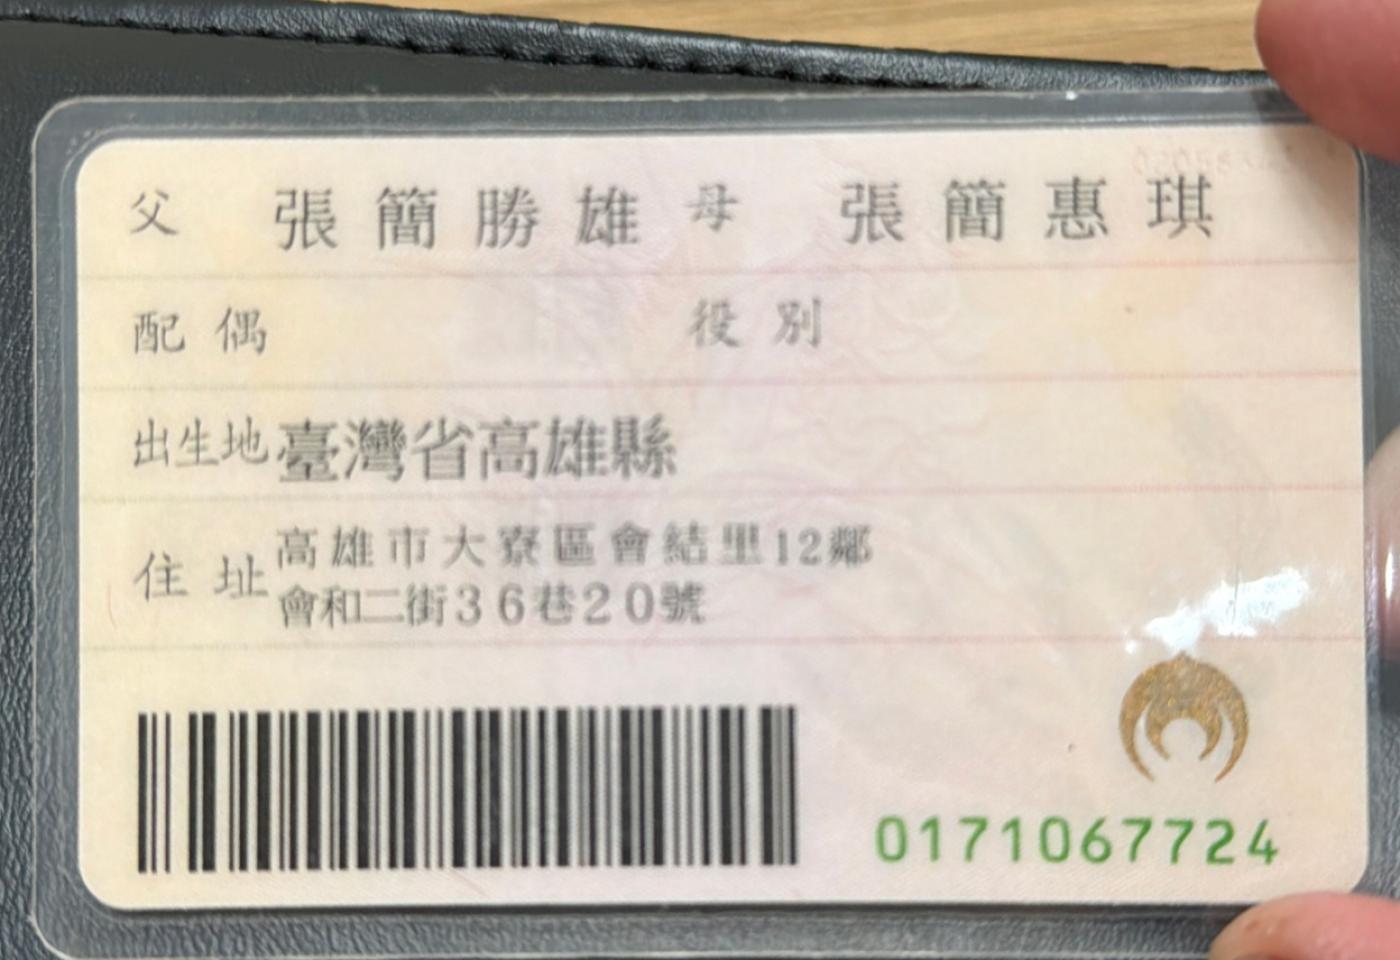 父 張簡勝雄 母 張簡惠琪
配偶 役別
出生地 臺灣省高雄縣
住址 高雄市大寮區會結里12鄰
會和二街36巷20號
0171067724